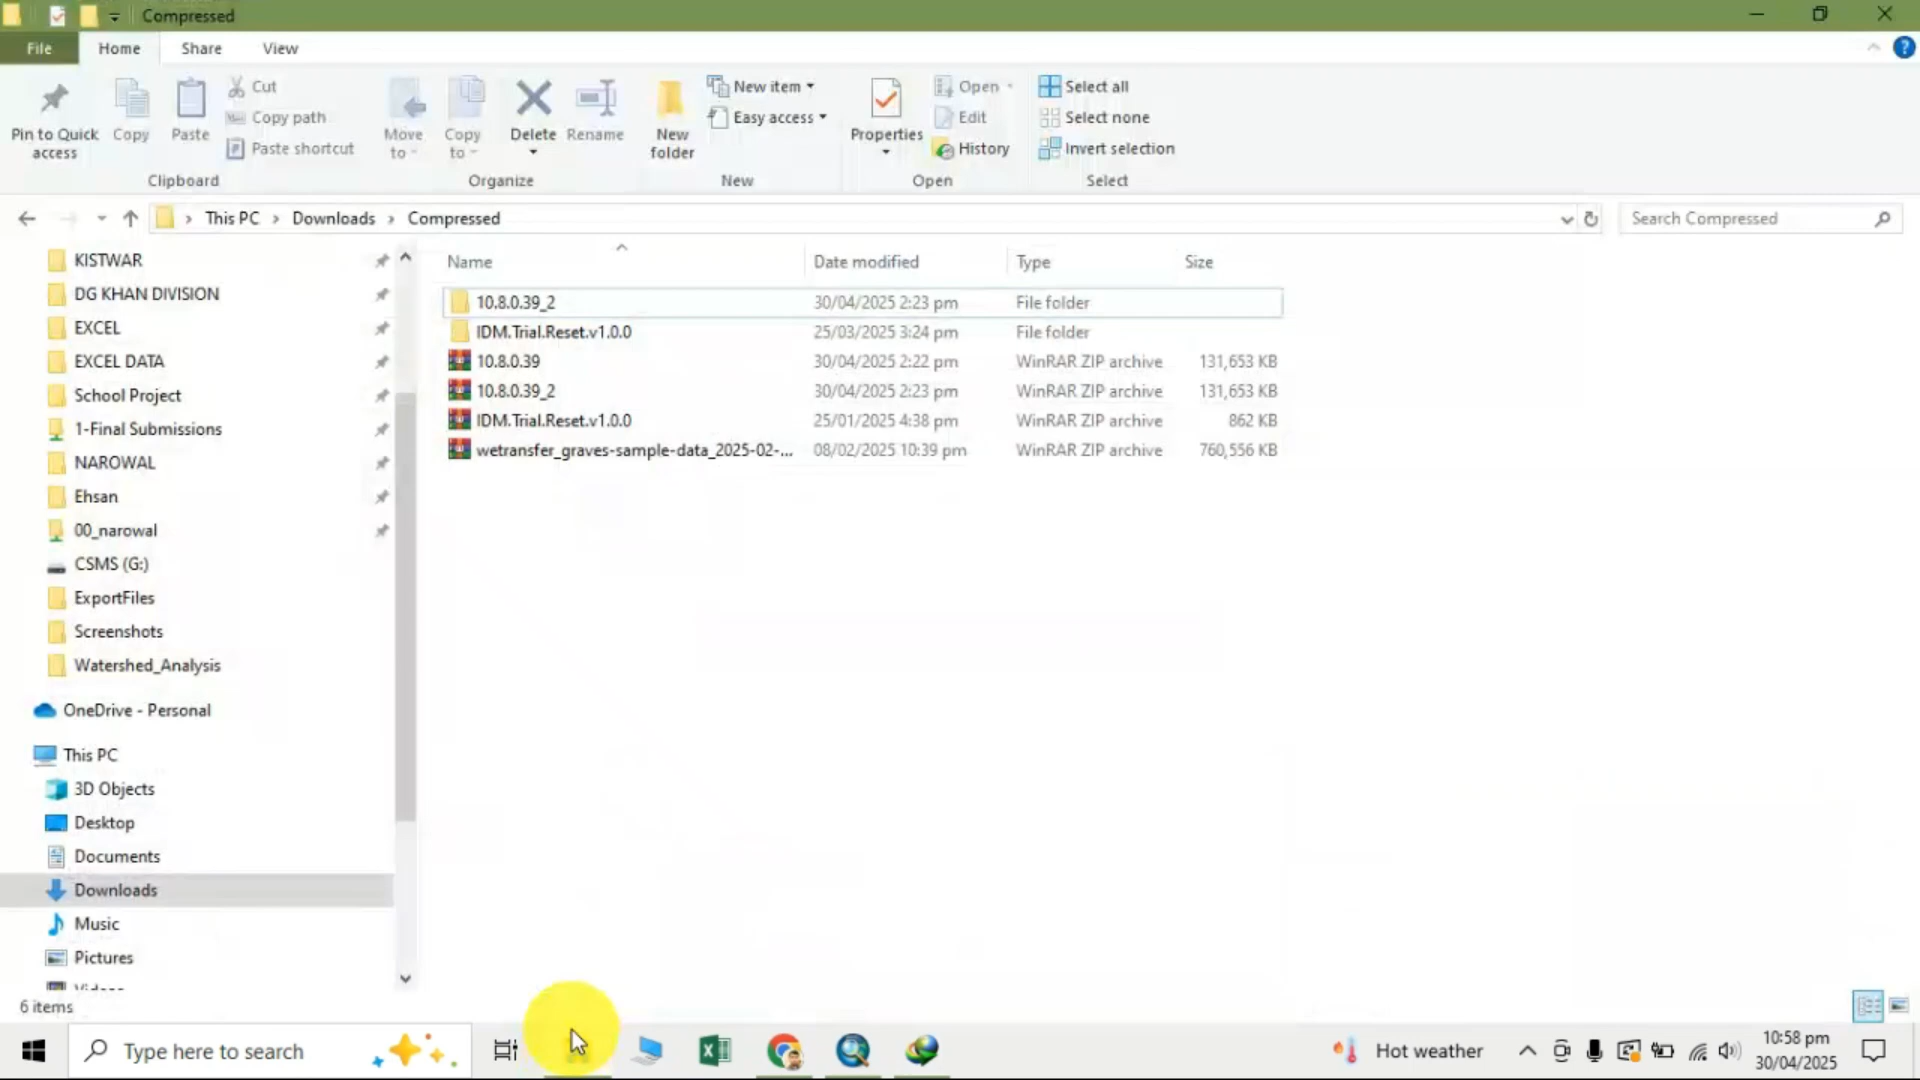 Compressed
File Home Share View
Pin to Quick access
Copy
Paste
Cut
Copy path
Paste shortcut
Move to
Copy to
Delete
Rename
New folder
New item
Easy access
Properties
Open
Edit
History
Select all
Select none
Invert selection
Clipboard Organize New Open Select
This PC > Downloads > Compressed
Search Compressed
KISTWAR
DG KHAN DIVISION
EXCEL
EXCEL DATA
School Project
1-Final Submissions
NAROWAL
Ehsan
00_narowal
CSMS (G:)
ExportFiles
Screenshots
Watershed_Analysis
OneDrive - Personal
This PC
3D Objects
Desktop
Documents
Downloads
Music
Pictures
Name Date modified Type Size
10.8.0.39_2 30/04/2025 2:23 pm File folder
IDM.Trial.Reset.v1.0.0 25/03/2025 3:24 pm File folder
10.8.0.39 30/04/2025 2:22 pm WinRAR ZIP archive 131,653 KB
10.8.0.39_2 30/04/2025 2:23 pm WinRAR ZIP archive 131,653 KB
IDM.Trial.Reset.v1.0.0 25/01/2025 4:38 pm WinRAR ZIP archive 862 KB
wetransfer_graves-sample-data_2025-02-... 08/02/2025 10:39 pm WinRAR ZIP archive 760,556 KB
6 items
Type here to search
Hot weather
10:58 pm
30/04/2025